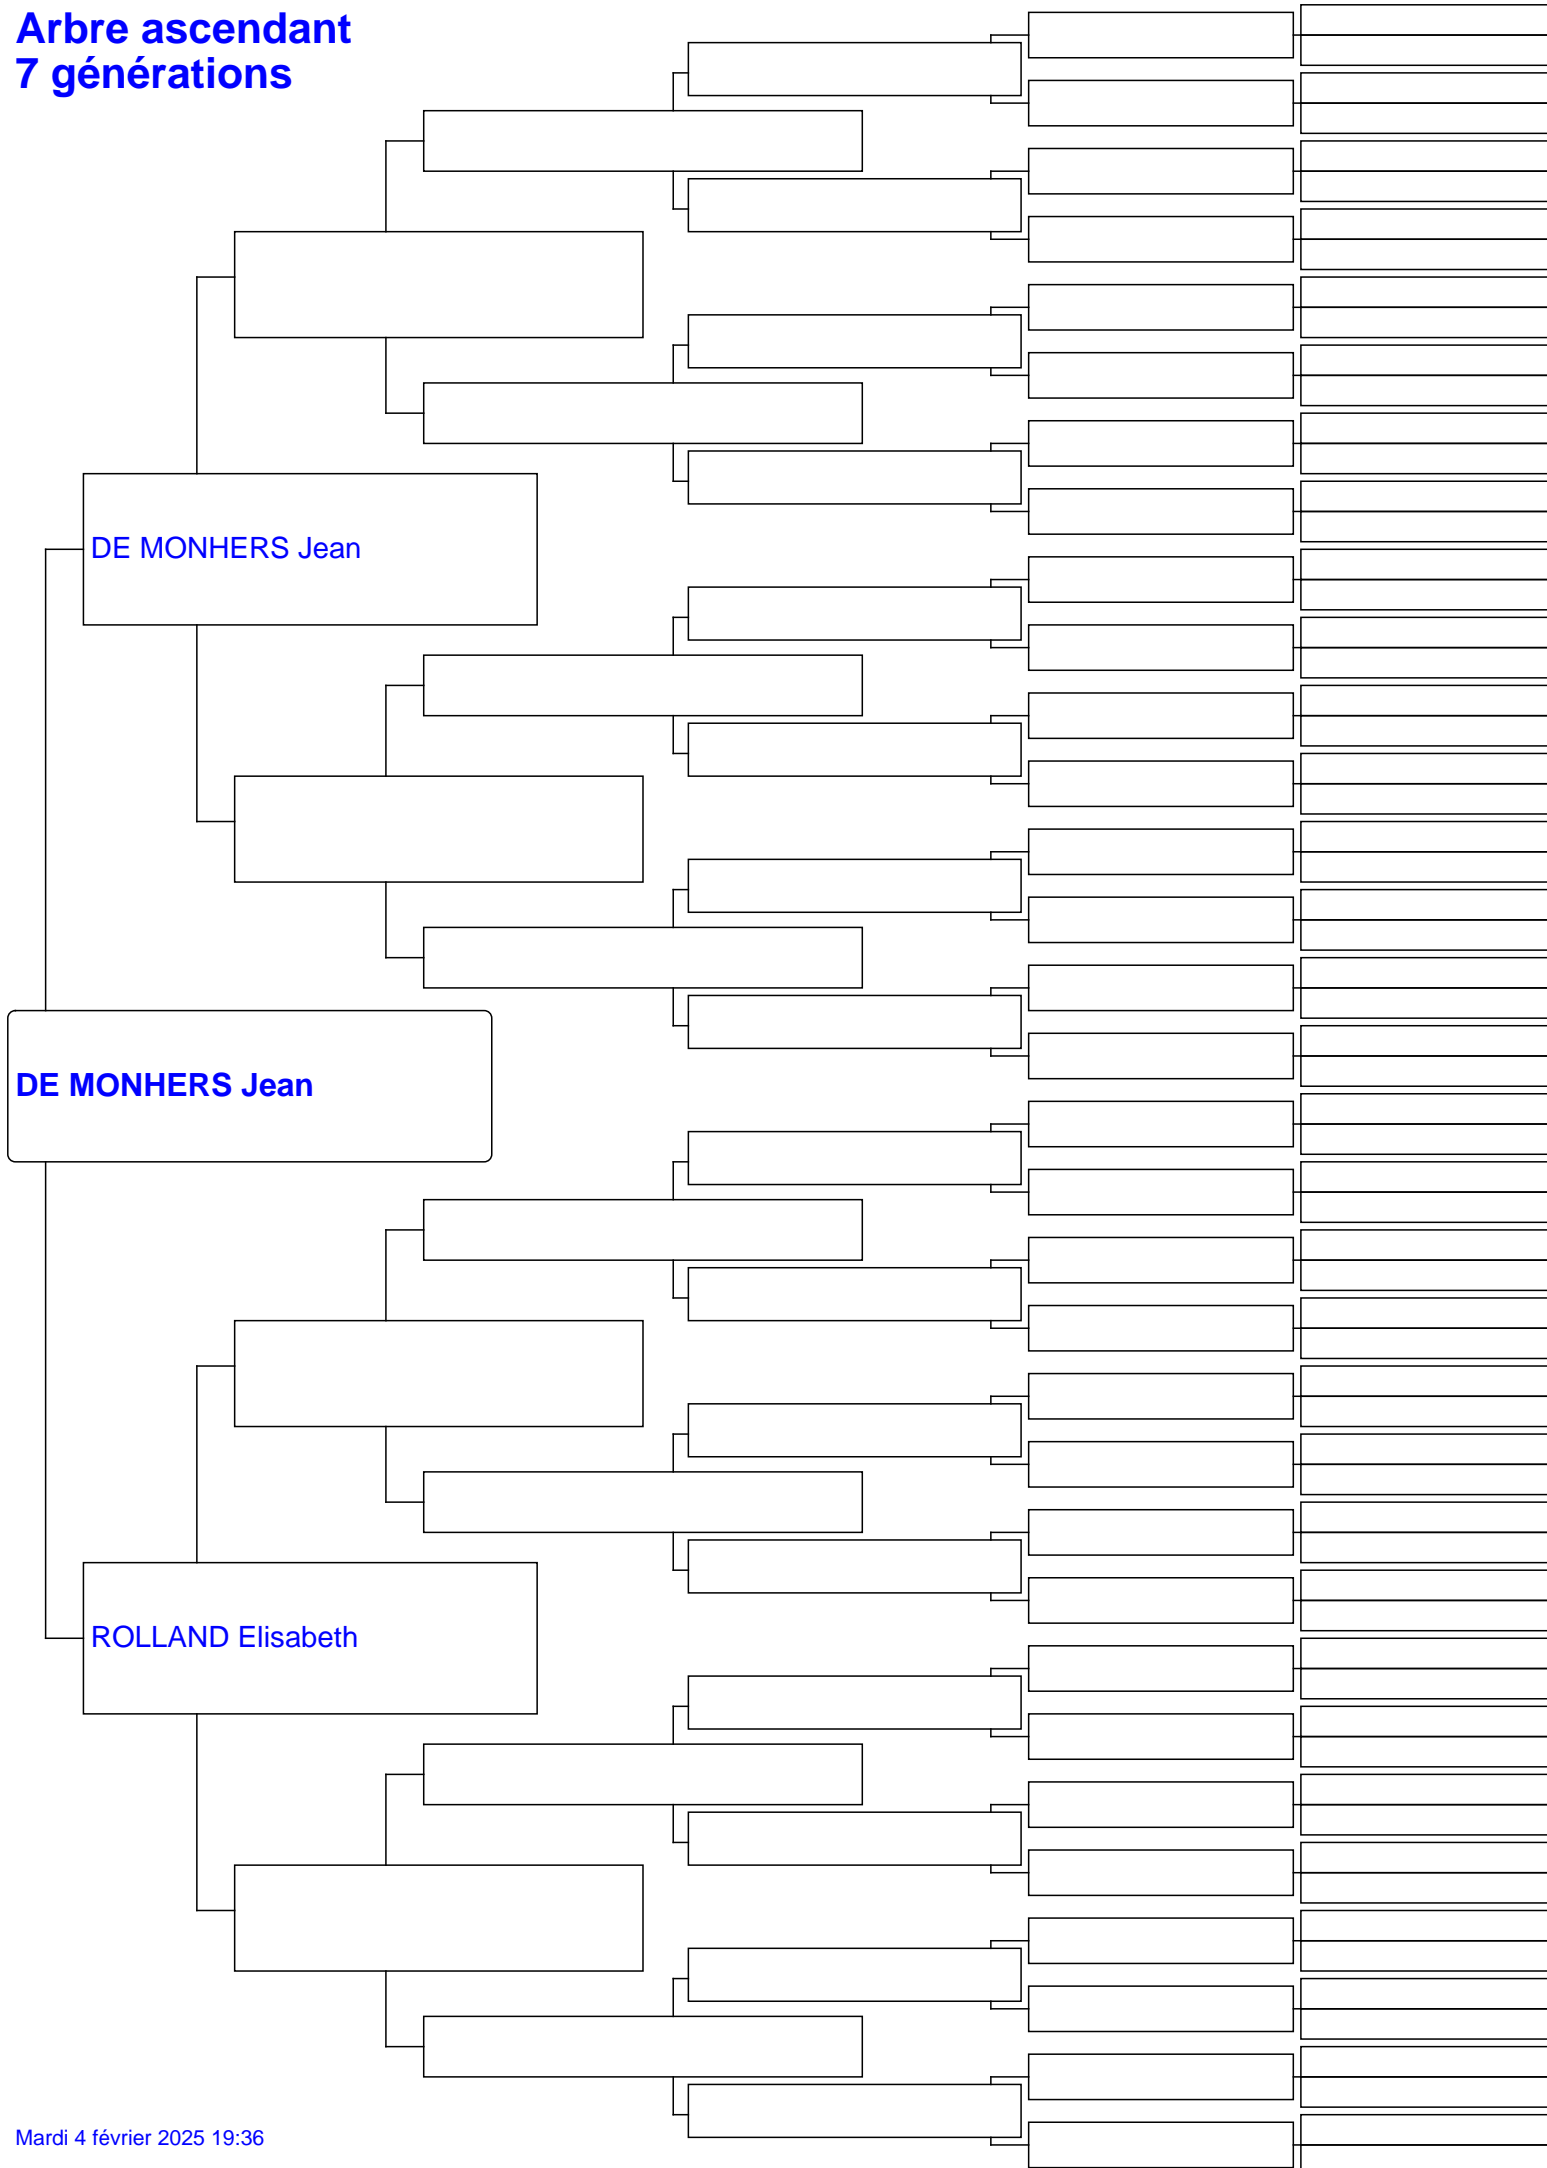 Arbre ascendant
7 générations
DE MONHERS Jean
DE MONHERS Jean
ROLLAND Elisabeth
Mardi 4 février 2025 19:36